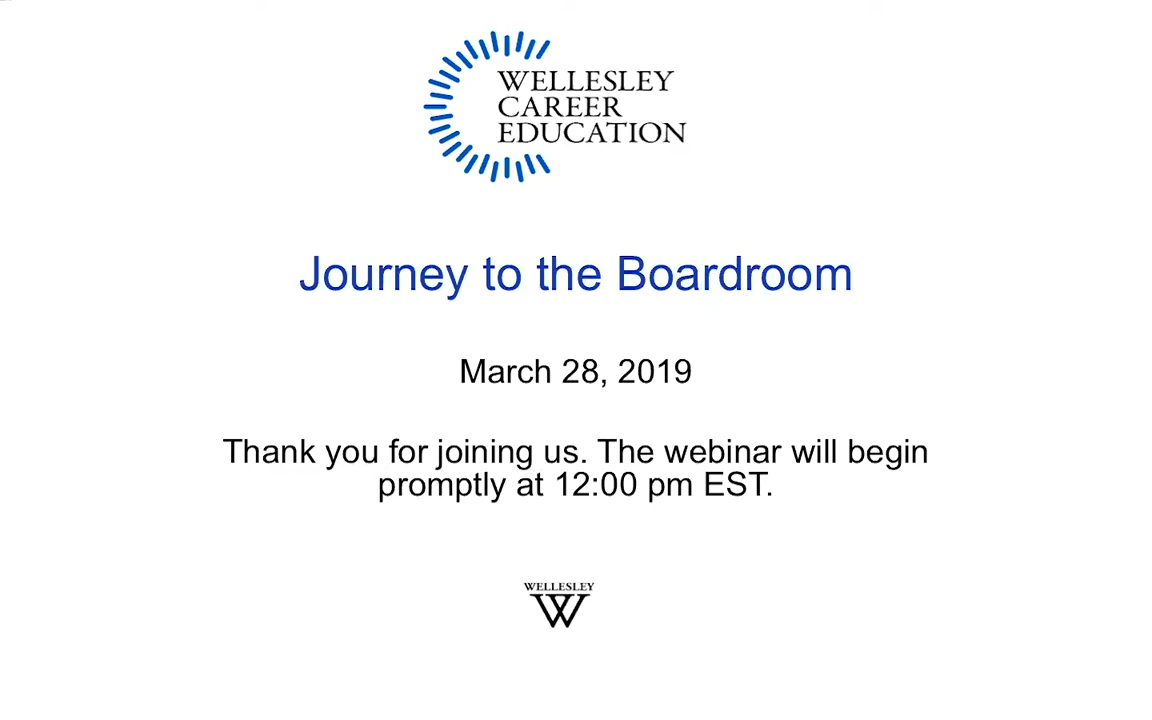 WELLESLEY
CAREER
EDUCATION
Journey to the Boardroom
March 28, 2019
Thank you for joining us. The webinar will begin
promptly at 12:00 pm EST.
WELLESLEY
W